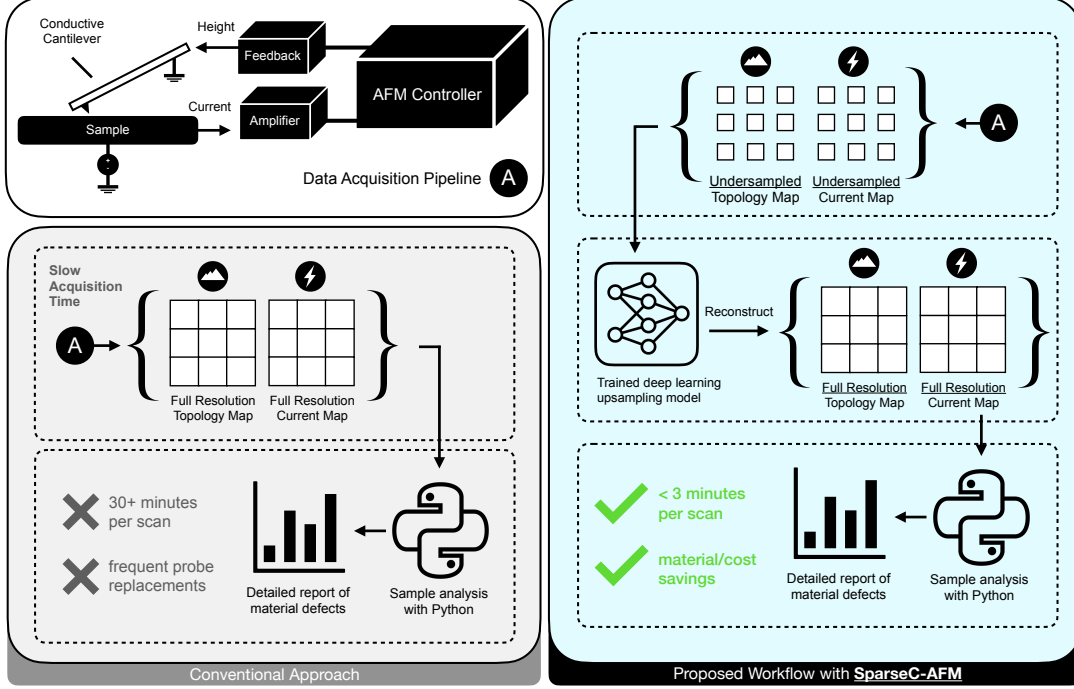 Conductive
Cantilever
Height
Feedback
AFM Controller
Current
Amplifier
Sample
Data Acquisition Pipeline
A
Slow
Acquisition
Time
A
Full Resolution
Topology Map
Full Resolution
Current Map
30+ minutes
per scan
frequent probe
replacements
Detailed report of
material defects
Sample analysis
with Python
Conventional Approach
A
Undersampled
Topology Map
Undersampled
Current Map
Trained deep learning
upsampling model
Reconstruct
Full Resolution
Topology Map
Full Resolution
Current Map
< 3 minutes
per scan
material/cost
savings
Detailed report of
material defects
Sample analysis
with Python
Proposed Workflow with SparseC-AFM